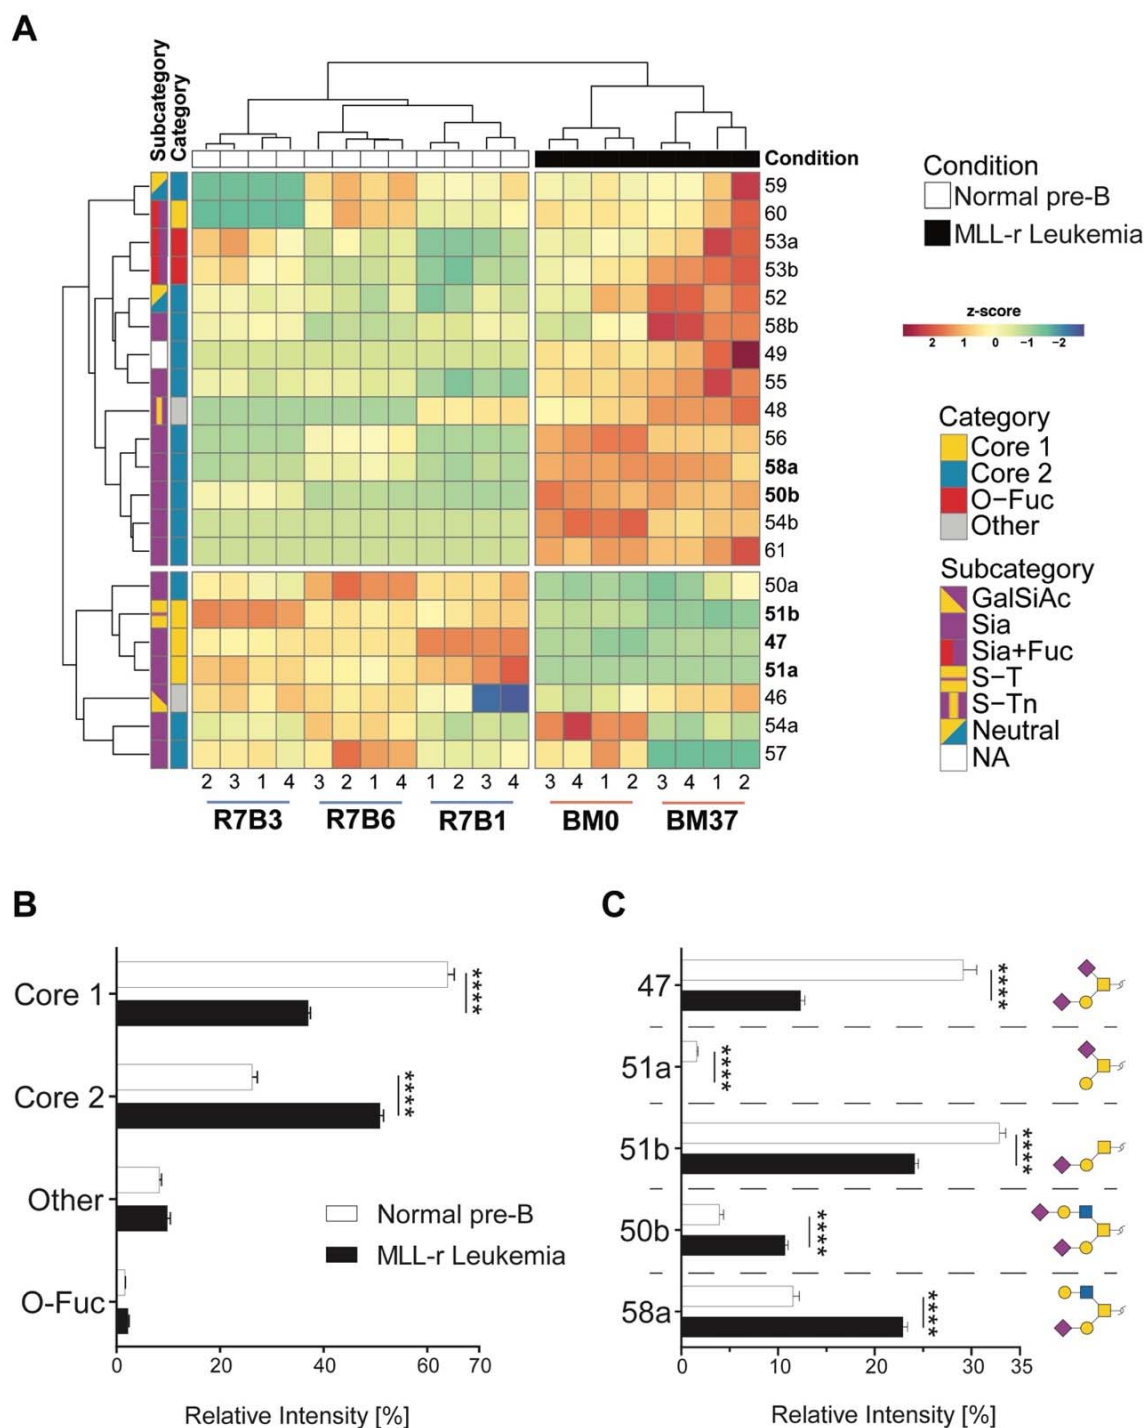 A
Subcategory
Category
Condition
59
60
53a
53b
52
58b
49
55
48
56
58a
50b
54b
61
50a
51b
47
51a
46
54a
57
2 3 1 4 3 2 1 4 1 2 3 4 3 4 1 2 3 4 1 2
R7B3 R7B6 R7B1 BM0 BM37
Condition
Normal pre-B
MLL-r Leukemia
z-score
2 1 0 −1 −2
Category
Core 1
Core 2
O−Fuc
Other
Subcategory
GalSiAc
Sia
Sia+Fuc
S−T
S−Tn
Neutral
NA
B
Core 1
****
Core 2
****
Other
O-Fuc
Normal pre-B
MLL-r Leukemia
0 20 40 60 70
Relative Intensity [%]
C
47
****
51a
****
51b
****
50b
****
58a
****
0 10 20 30 35
Relative Intensity [%]